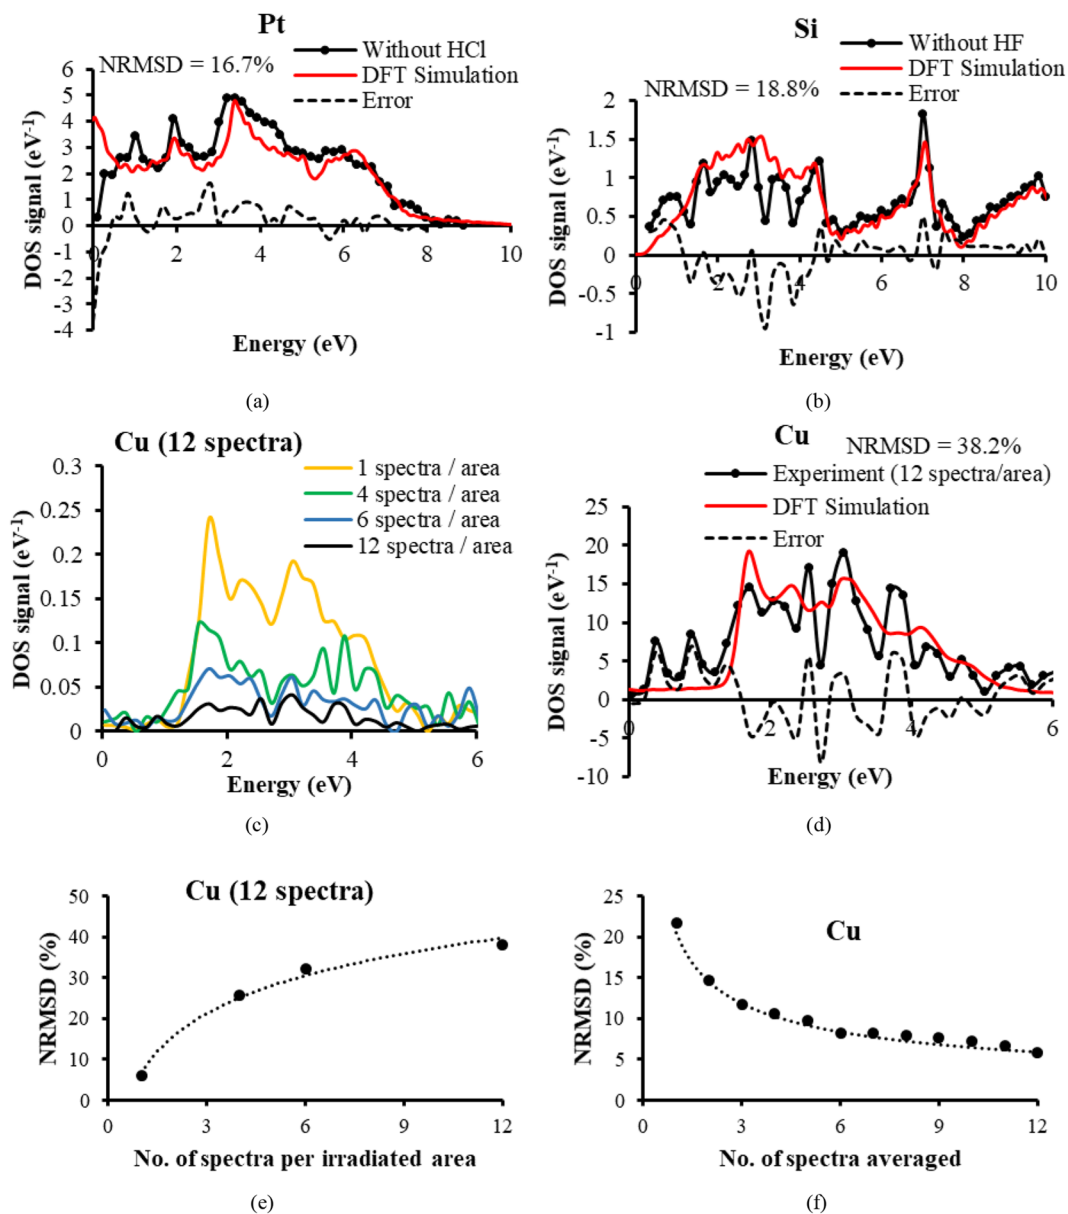 Pt
Without HCl
DFT Simulation
Error
NRMSD = 16.7%
DOS signal (eV-1)
6
5
4
3
2
1
0
-1
-2
-3
-4
0 2 4 6 8 10
Energy (eV)
(a)
Si
Without HF
DFT Simulation
Error
NRMSD = 18.8%
DOS signal (eV-1)
2
1.5
1
0.5
0
-0.5
-1
0 2 4 6 8 10
Energy (eV)
(b)
Cu (12 spectra)
1 spectra / area
4 spectra / area
6 spectra / area
12 spectra / area
DOS signal (eV-1)
0.3
0.25
0.2
0.15
0.1
0.05
0
0 2 4 6
Energy (eV)
(c)
Cu
NRMSD = 38.2%
Experiment (12 spectra/area)
DFT Simulation
Error
DOS signal (eV-1)
25
20
15
10
5
0
-5
-10
0 2 4 6
Energy (eV)
(d)
Cu (12 spectra)
NRMSD (%)
50
40
30
20
10
0
0 3 6 9 12
No. of spectra per irradiated area
(e)
Cu
NRMSD (%)
25
20
15
10
5
0
0 3 6 9 12
No. of spectra averaged
(f)